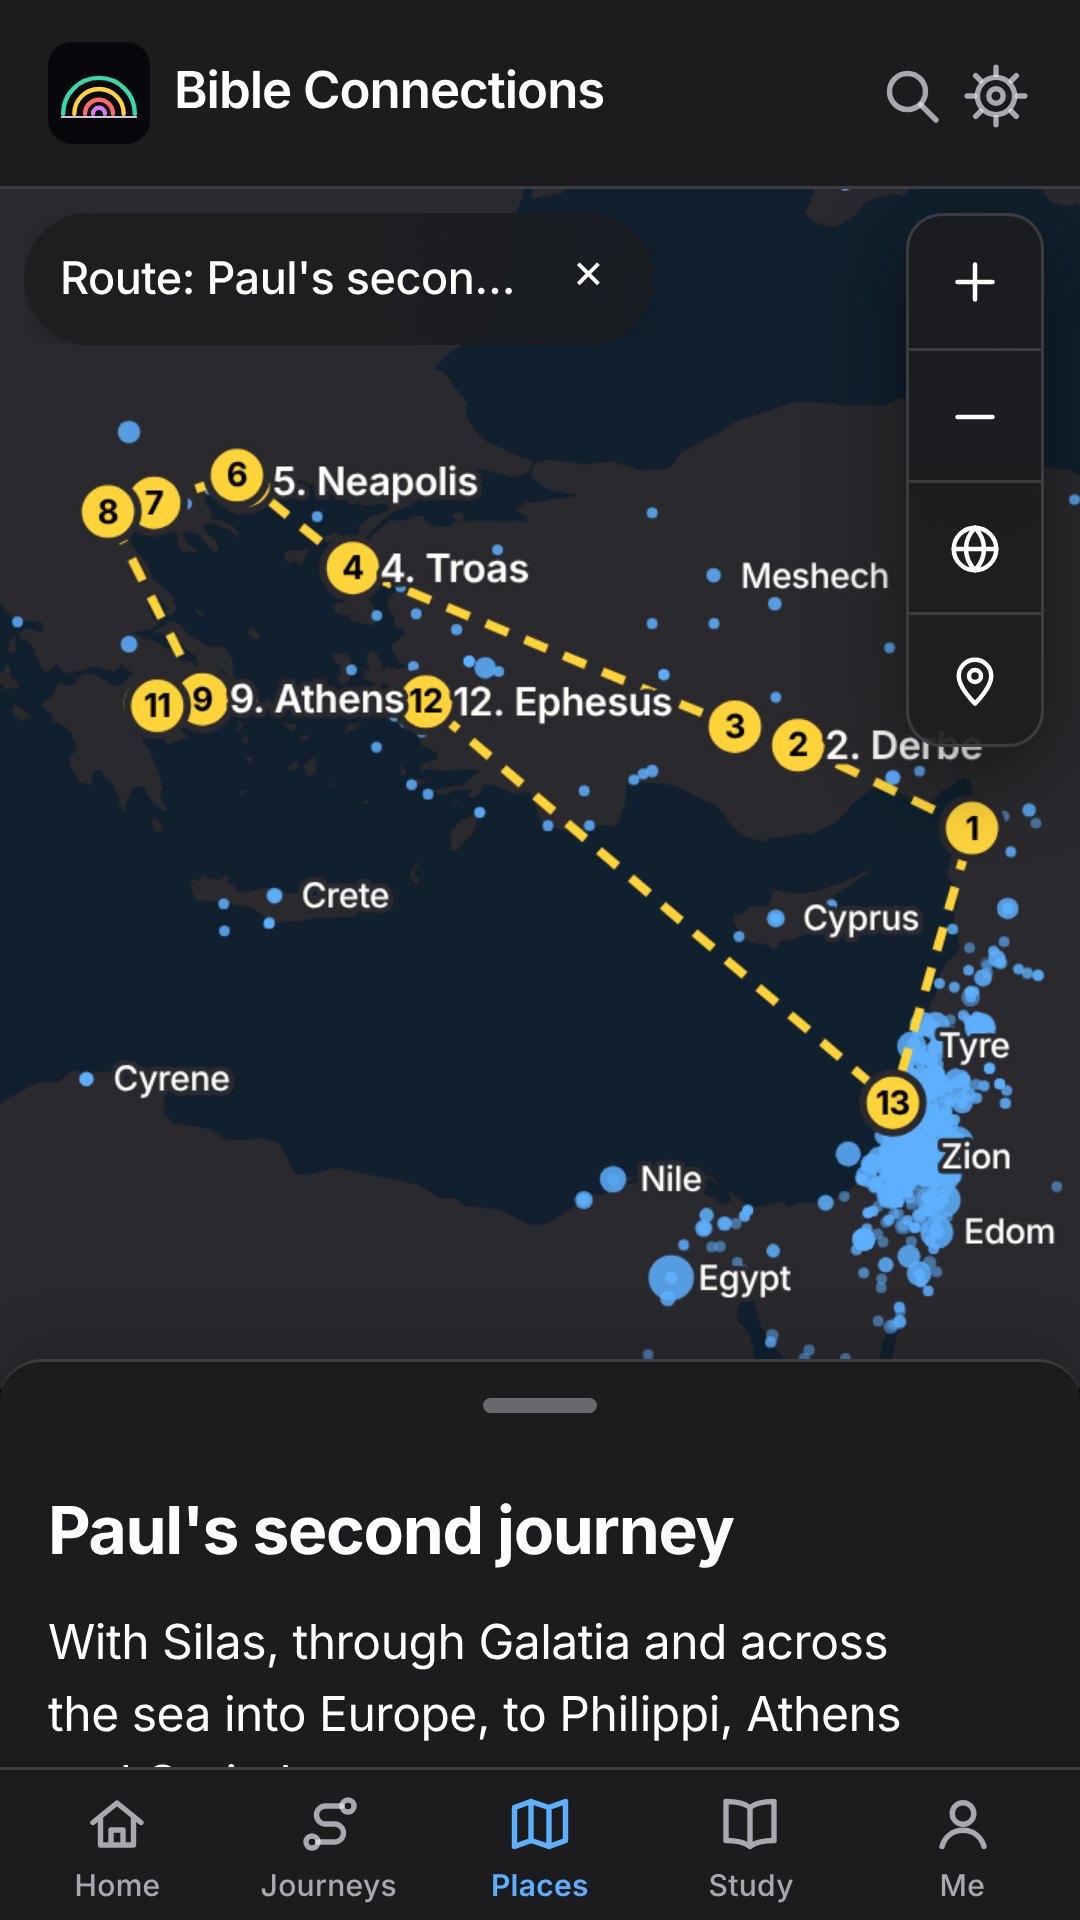 Bible Connections
Route: Paul's secon...
6
5. Neapolis
8
7
4
4. Troas
Meshech
11
9
9. Athens
12
12. Ephesus
3
2
2. Derbe
1
Crete
Cyprus
Tyre
Cyrene
13
Zion
Nile
Edom
Egypt
Paul's second journey
With Silas, through Galatia and across
the sea into Europe, to Philippi, Athens
Home
Journeys
Places
Study
Me